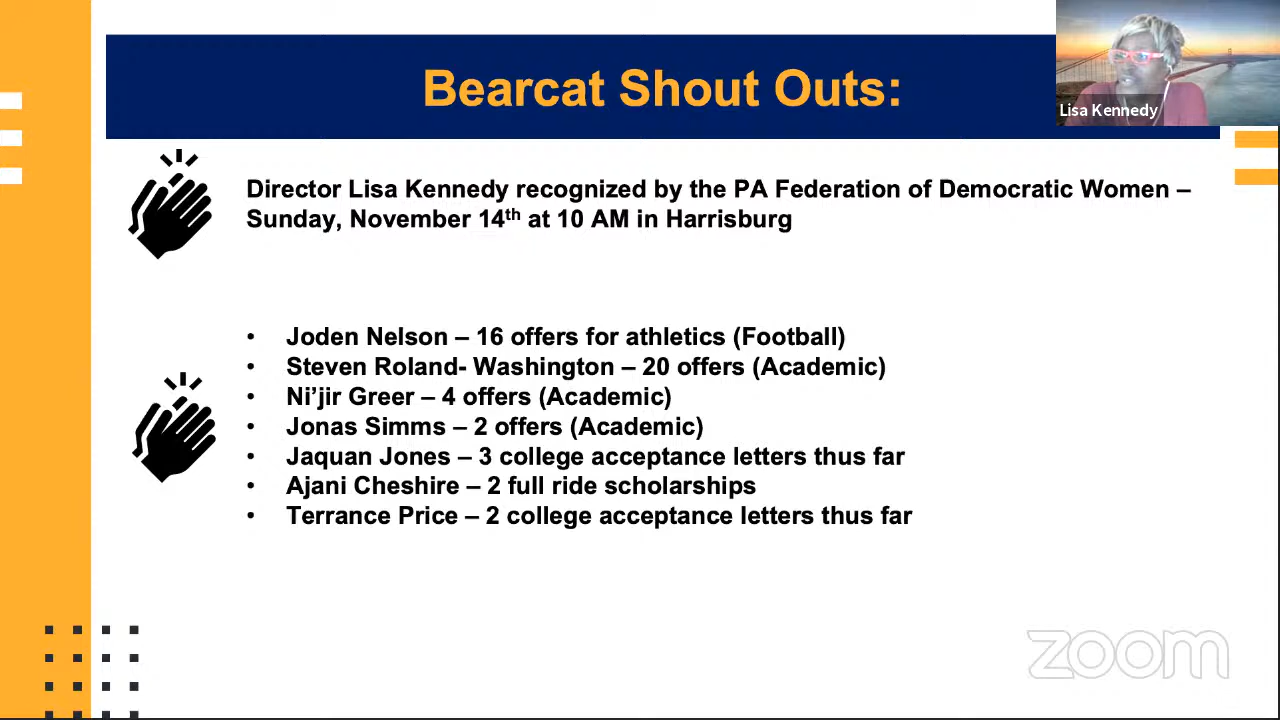 Bearcat Shout Outs:
Lisa Kennedy
Director Lisa Kennedy recognized by the PA Federation of Democratic Women –
Sunday, November 14th at 10 AM in Harrisburg
• Joden Nelson – 16 offers for athletics (Football)
• Steven Roland- Washington – 20 offers (Academic)
• Ni’jir Greer – 4 offers (Academic)
• Jonas Simms – 2 offers (Academic)
• Jaquan Jones – 3 college acceptance letters thus far
• Ajani Cheshire – 2 full ride scholarships
• Terrance Price – 2 college acceptance letters thus far
zoom